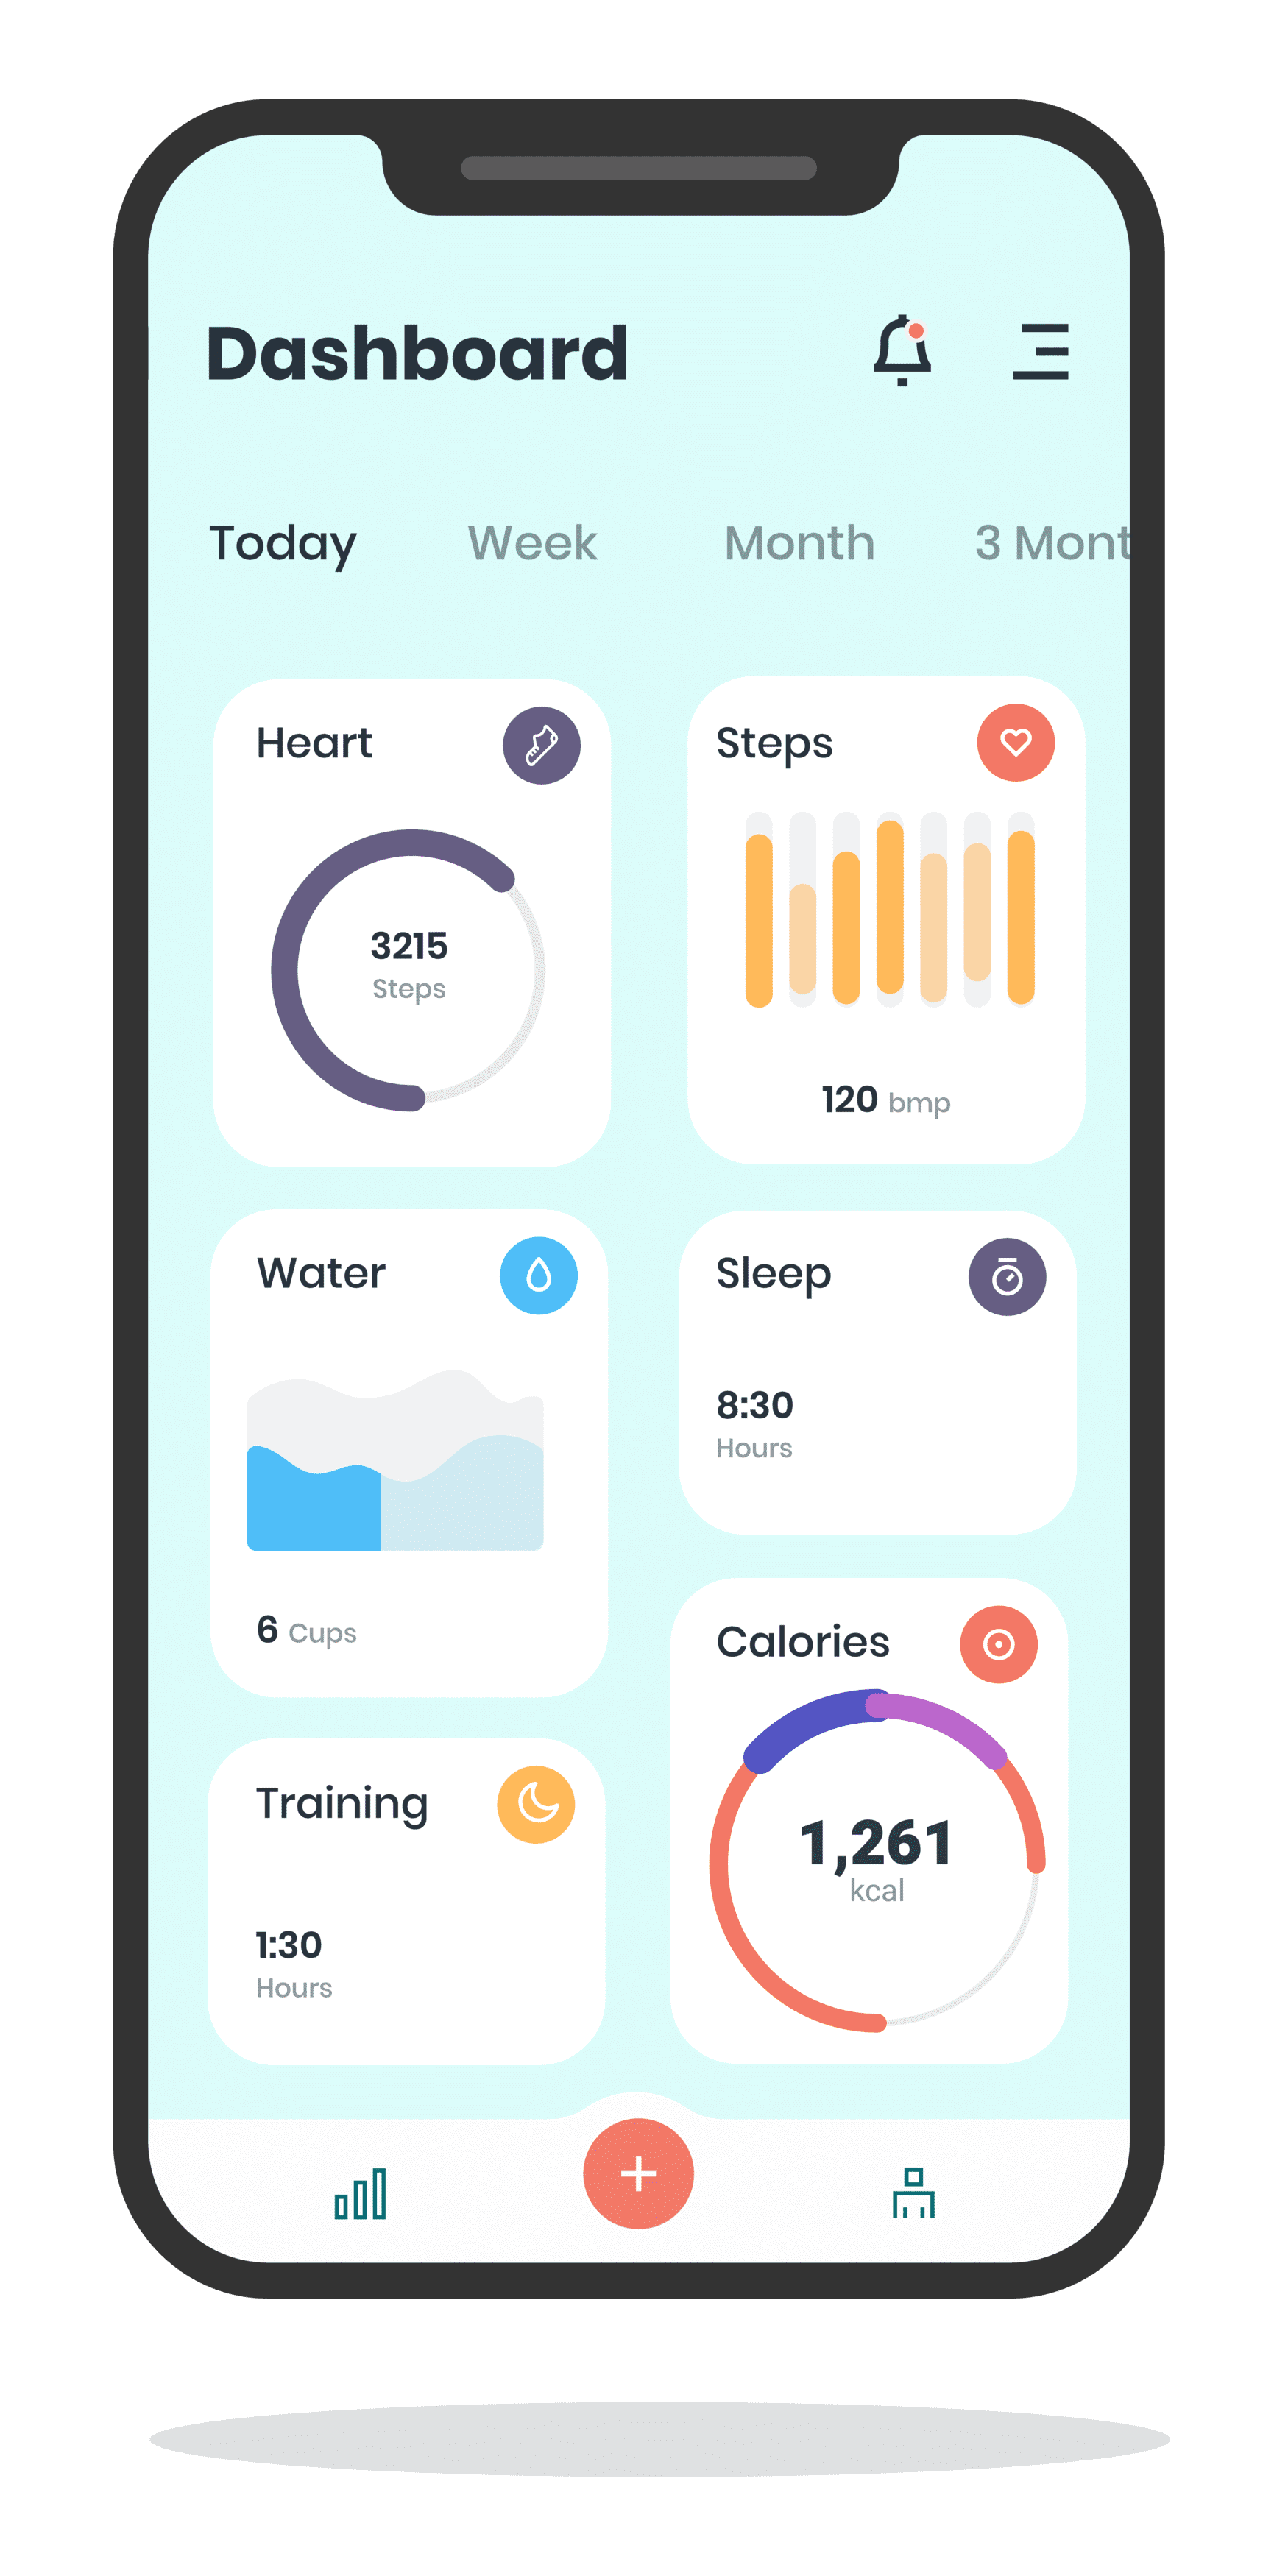 Dashboard
Today Week Month 3 Mont
Heart
3215
Steps
Steps
120 bmp
Water
6 Cups
Sleep
8:30
Hours
Training
1:30
Hours
Calories
1,261
kcal